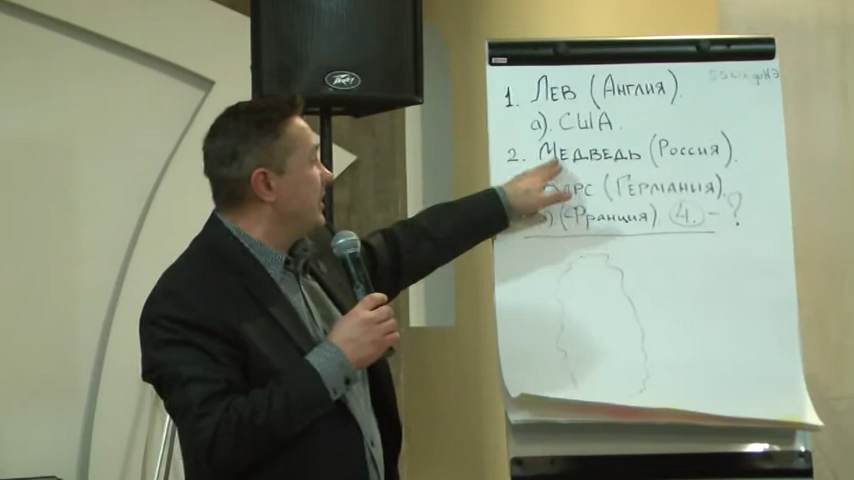 PEAVEY
1. ЛЕВ (АНГЛИЯ).
а). США.
2. МЕДВЕДЬ (РОССИЯ).
(ГЕРМАНИЯ).
). (ФРАНЦИЯ). 4. - ?